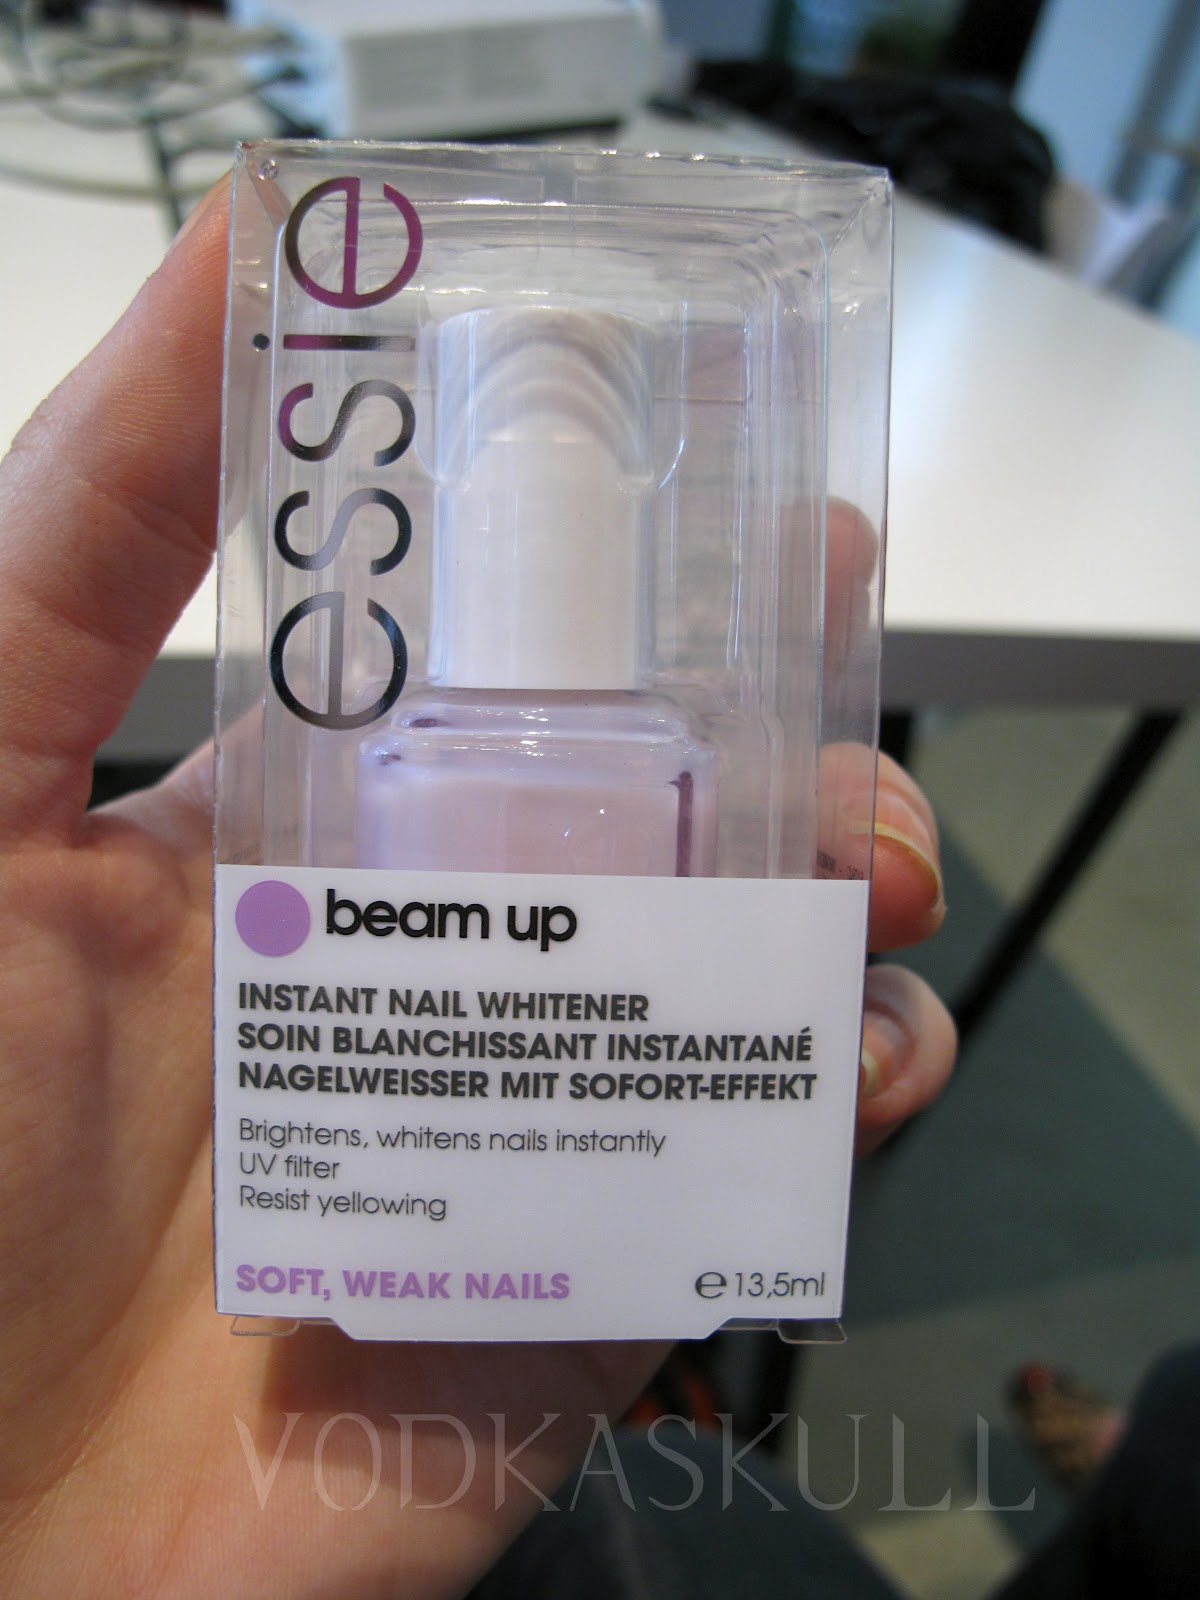 essie
beam up
INSTANT NAIL WHITENER
SOIN BLANCHISSANT INSTANTANÉ
NAGELWEISSER MIT SOFORT-EFFEKT
Brightens, whitens nails instantly
UV filter
Resist yellowing
SOFT, WEAK NAILS
℮ 13,5ml
VODKASKULL